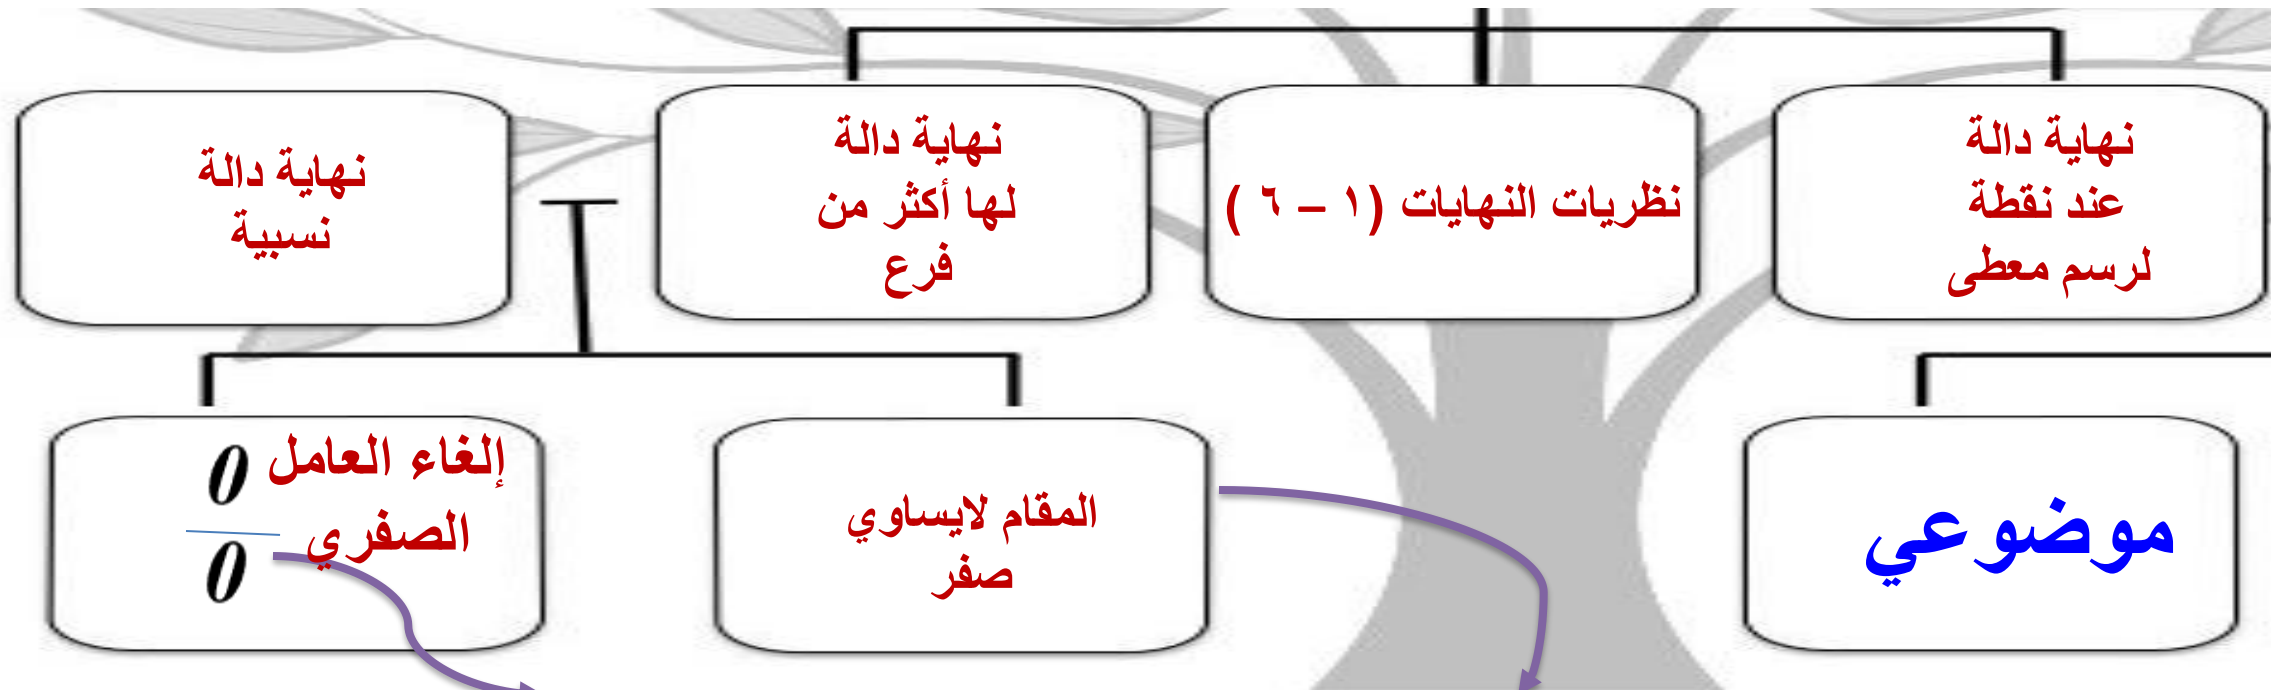 نهاية دالة
عند نقطة
لرسم معطى
نظريات النهايات (١ – ٦ )
نهاية دالة
لها أكثر من
فرع
نهاية دالة
نسبية
موضوعي
المقام لايساوي
صفر
إلغاء العامل
الصفري
0
0